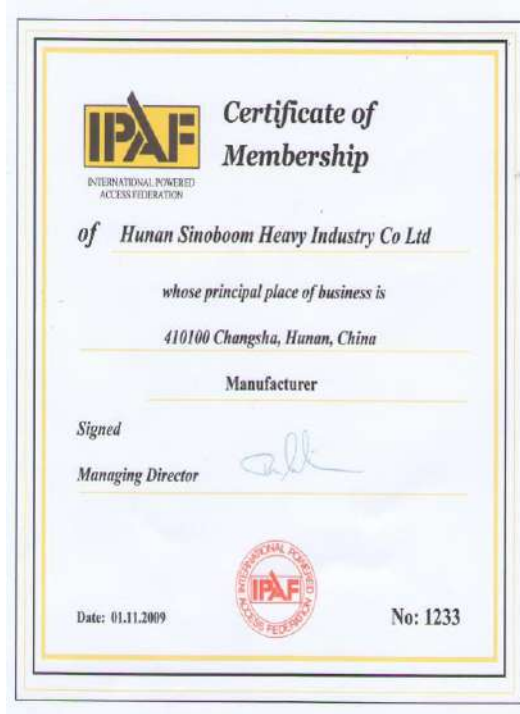 IPAF
INTERNATIONAL POWERED
ACCESS FEDERATION
Certificate of
Membership
of Hunan Sinoboom Heavy Industry Co Ltd
whose principal place of business is
410100 Changsha, Hunan, China
Manufacturer
Signed
Managing Director
INTERNATIONAL POWERED
IPAF
ACCESS FEDERATION
Date: 01.11.2009
No: 1233